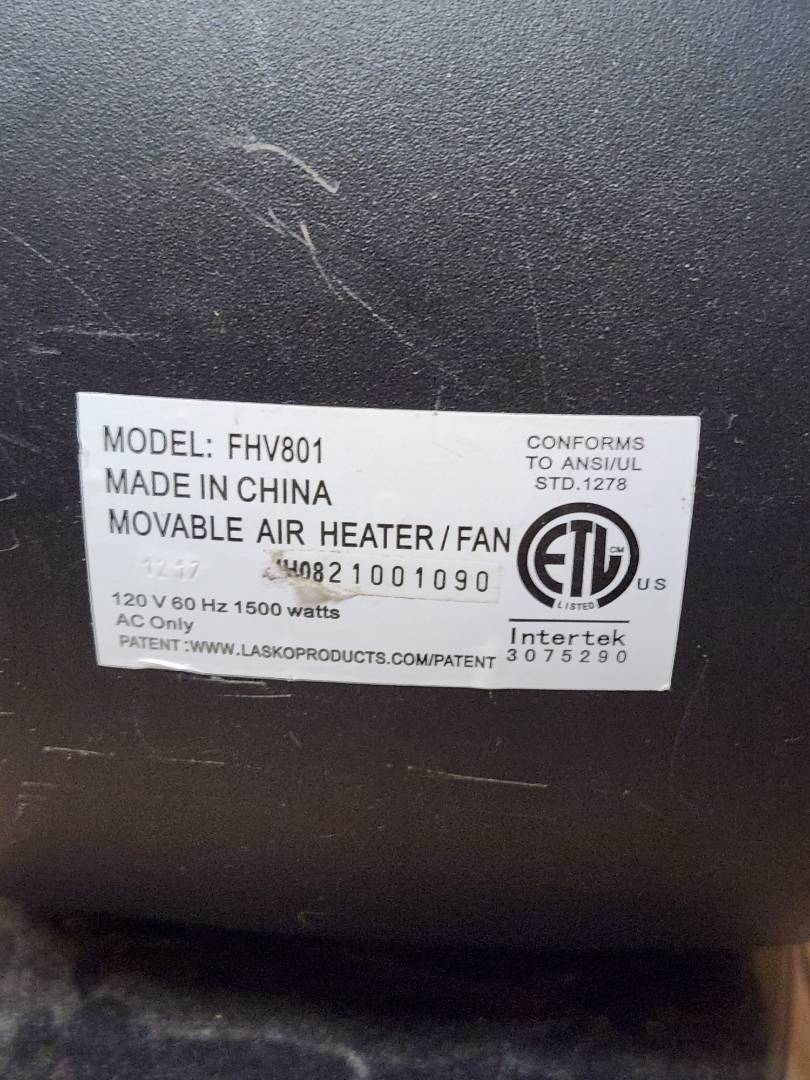 MODEL: FHV801
MADE IN CHINA
MOVABLE AIR HEATER / FAN
1217
H0821001090
120 V 60 Hz 1500 watts
AC Only
PATENT:WWW.LASKOPRODUCTS.COM/PATENT
CONFORMS
TO ANSI/UL
STD.1278
ETL CM
LISTED
US
Intertek
3075290